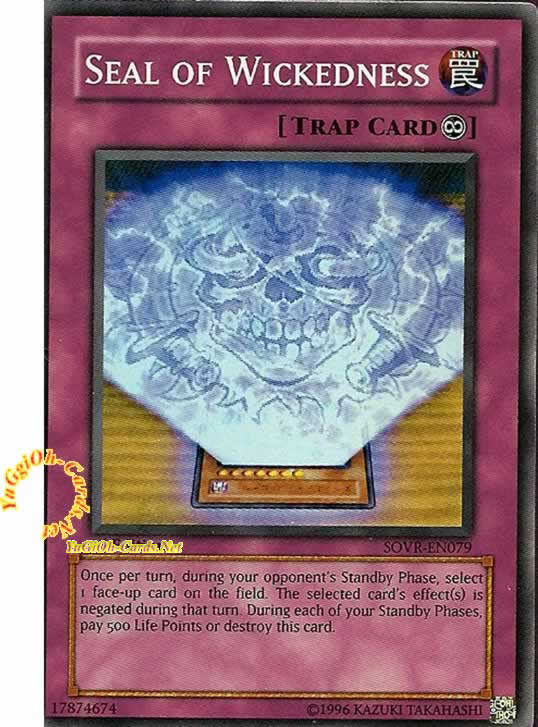 Seal of Wickedness
TRAP
罠
[Trap Card]
SOVR-EN079
YuGgiOh-Cards.Net
YuGiOh-Cards.Net
Once per turn, during your opponent's Standby Phase, select
1 face-up card on the field. The selected card's effect(s) is
negated during that turn. During each of your Standby Phases,
pay 500 Life Points or destroy this card.
17874674
©1996 KAZUKI TAKAHASHI